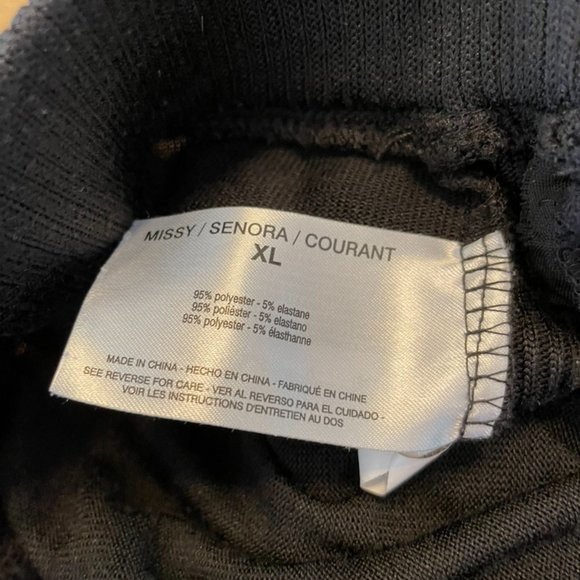 MISSY / SENORA / COURANT
XL
95% polyester - 5% elastane
95% poliéster - 5% elastano
95% polyester - 5% élasthanne
MADE IN CHINA - HECHO EN CHINA - FABRIQUÉ EN CHINE
SEE REVERSE FOR CARE - VER AL REVERSO PARA EL CUIDADO -
VOIR LES INSTRUCTIONS D'ENTRETIEN AU DOS